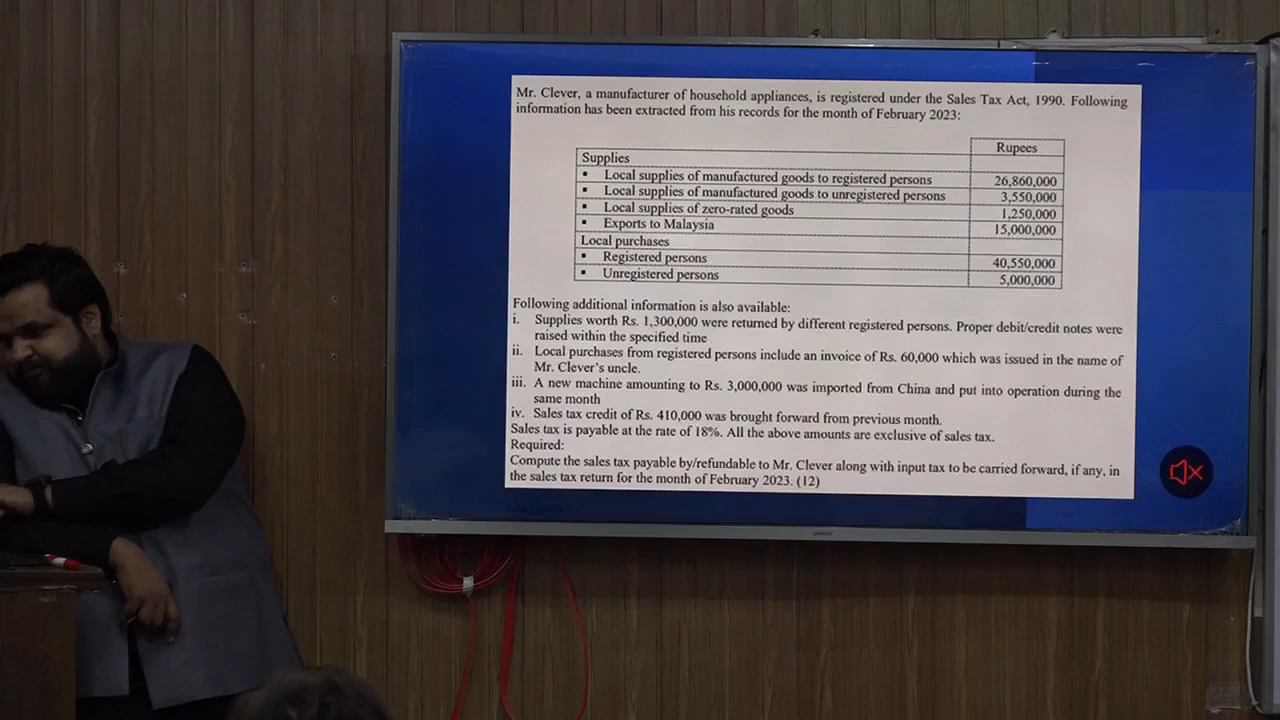 Mr. Clever, a manufacturer of household appliances, is registered under the Sales Tax Act, 1990. Following
information has been extracted from his records for the month of February 2023:
Rupees
Supplies
▪ Local supplies of manufactured goods to registered persons 26,860,000
▪ Local supplies of manufactured goods to unregistered persons 3,550,000
▪ Local supplies of zero-rated goods 1,250,000
▪ Exports to Malaysia 15,000,000
Local purchases
▪ Registered persons 40,550,000
▪ Unregistered persons 5,000,000
Following additional information is also available:
i. Supplies worth Rs. 1,300,000 were returned by different registered persons. Proper debit/credit notes were
raised within the specified time
ii. Local purchases from registered persons include an invoice of Rs. 60,000 which was issued in the name of
Mr. Clever's uncle.
iii. A new machine amounting to Rs. 3,000,000 was imported from China and put into operation during the
same month
iv. Sales tax credit of Rs. 410,000 was brought forward from previous month.
Sales tax is payable at the rate of 18%. All the above amounts are exclusive of sales tax.
Required:
Compute the sales tax payable by/refundable to Mr. Clever along with input tax to be carried forward, if any, in
the sales tax return for the month of February 2023. (12)